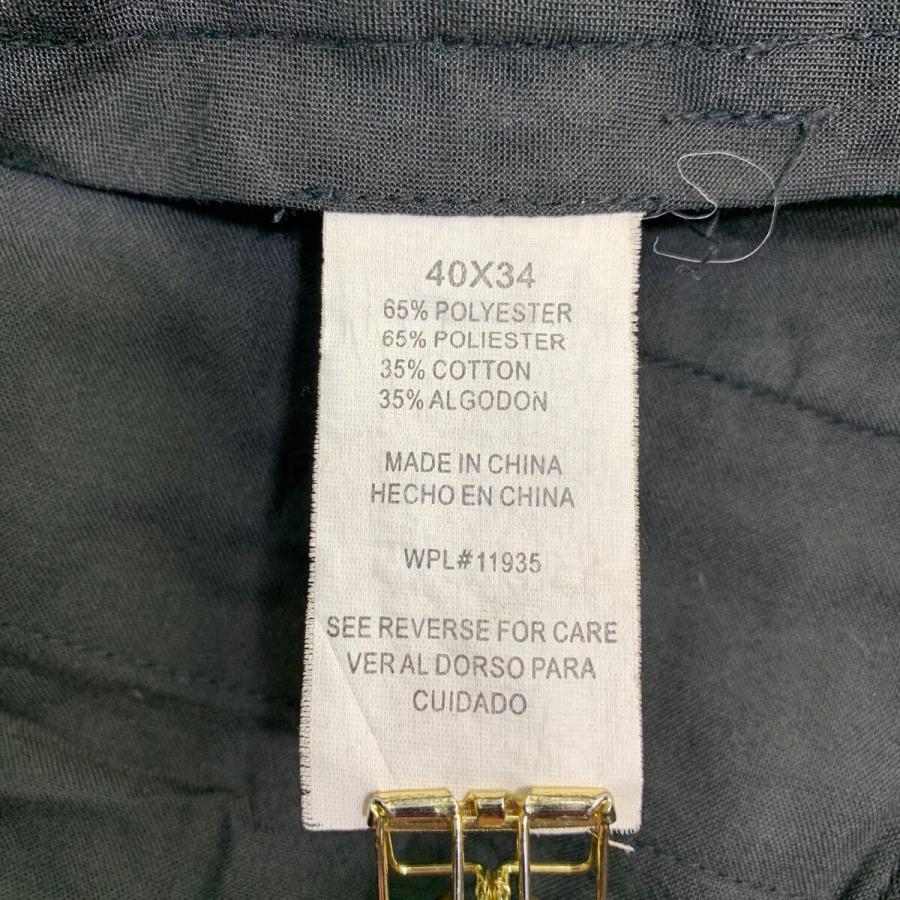 40X34
65% POLYESTER
65% POLIESTER
35% COTTON
35% ALGODON
MADE IN CHINA
HECHO EN CHINA
WPL#11935
SEE REVERSE FOR CARE
VER AL DORSO PARA
CUIDADO